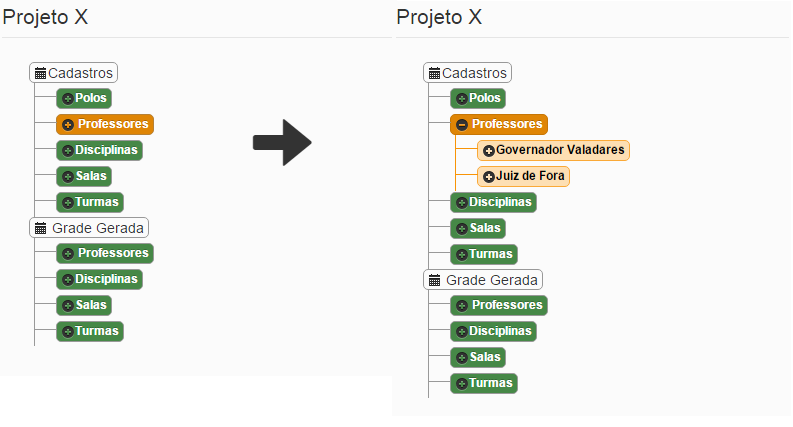 Projeto X
Cadastros
Polos
Professores
Disciplinas
Salas
Turmas
Grade Gerada
Professores
Disciplinas
Salas
Turmas
Projeto X
Cadastros
Polos
Professores
Governador Valadares
Juiz de Fora
Disciplinas
Salas
Turmas
Grade Gerada
Professores
Disciplinas
Salas
Turmas